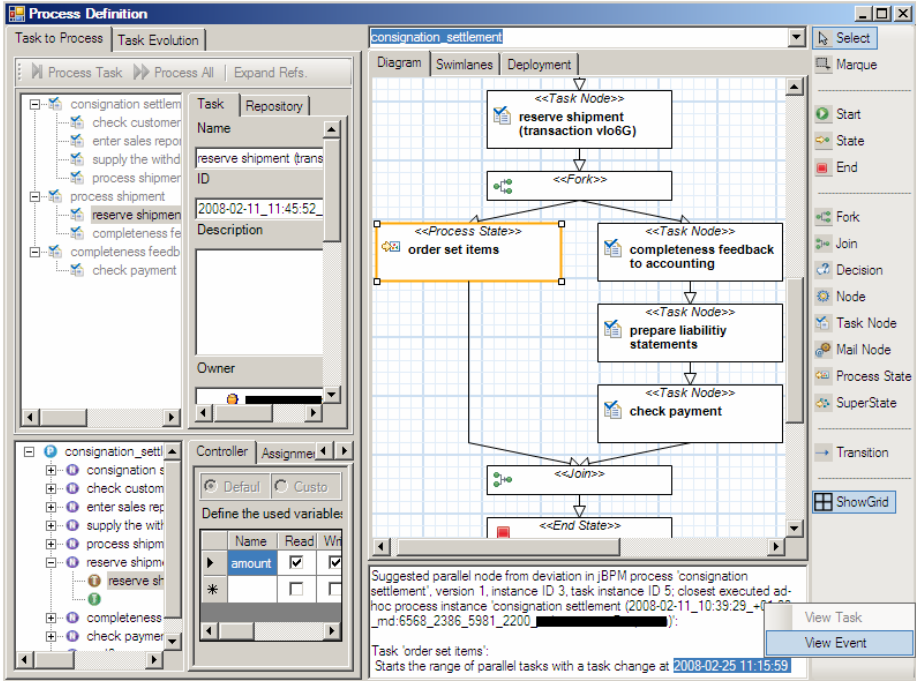 Process Definition
Task to Process
Task Evolution
Process Task
Process All
Expand Refs.
consignation settlem
check customer
enter sales repor
supply the withd
process shipmer
process shipment
reserve shipmen
completeness fe
completeness feedb
check payment
Task
Repository
Name
reserve shipment (trans
ID
2008-02-11_11:45:52_
Description
Owner
consignation_settl
consignation s
check custom
enter sales rep
supply the with
process shipm
reserve shipme
reserve sh
completeness
check paymer
Controller
Assignmer
Defaul
Custo
Define the used variables
Name
Read
Wri
amount
consignation_settlement
Diagram
Swimlanes
Deployment
<<Task Node>>
reserve shipment
(transaction vlo6G)
<<Fork>>
<<Process State>>
order set items
<<Task Node>>
completeness feedback
to accounting
<<Task Node>>
prepare liabilitiy
statements
<<Task Node>>
check payment
<<Join>>
<<End State>>
Suggested parallel node from deviation in jBPM process 'consignation
settlement', version 1, instance ID 3, task instance ID 5; closest executed ad-
hoc process instance 'consignation settlement (2008-02-11_10:39:29_+01:00
_md:6568_2386_5981_2200_ )':
Task 'order set items':
Starts the range of parallel tasks with a task change at 2008-02-25 11:15:59
View Task
View Event
Select
Marque
Start
State
End
Fork
Join
Decision
Node
Task Node
Mail Node
Process State
SuperState
Transition
ShowGrid